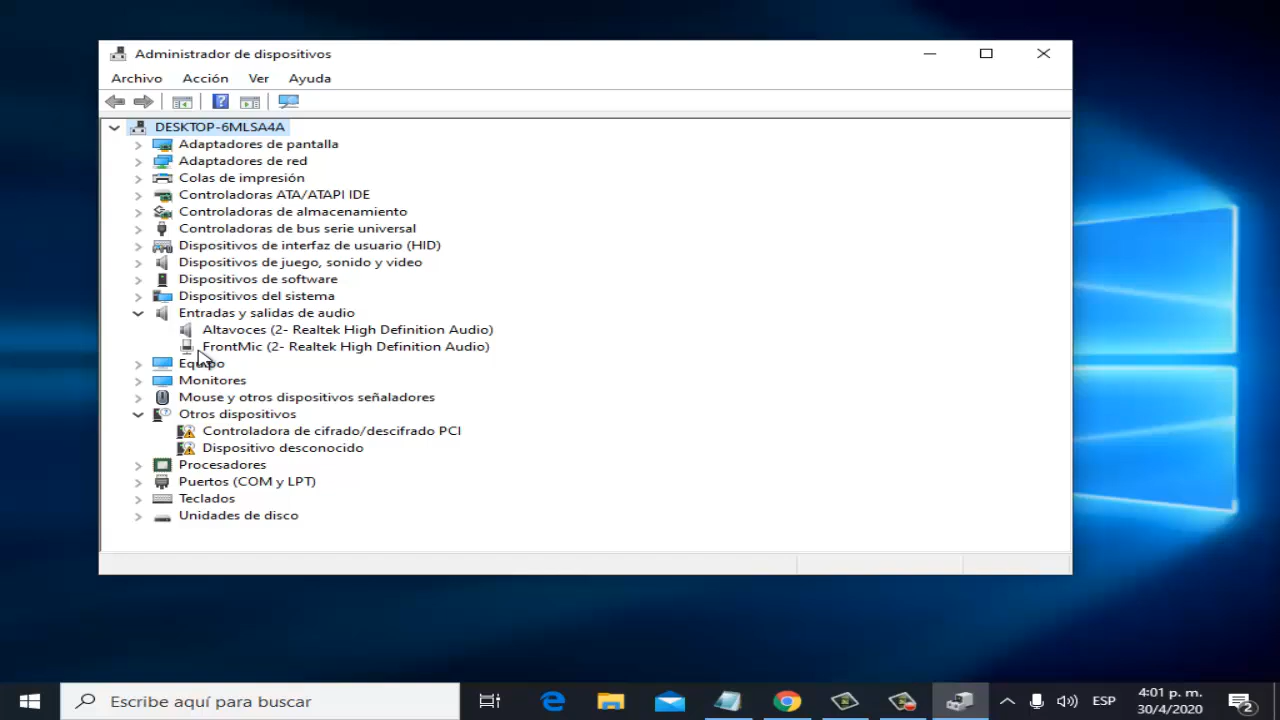 Administrador de dispositivos
Archivo Acción Ver Ayuda
DESKTOP-6MLSA4A
Adaptadores de pantalla
Adaptadores de red
Colas de impresión
Controladoras ATA/ATAPI IDE
Controladoras de almacenamiento
Controladoras de bus serie universal
Dispositivos de interfaz de usuario (HID)
Dispositivos de juego, sonido y video
Dispositivos de software
Dispositivos del sistema
Entradas y salidas de audio
Altavoces (2- Realtek High Definition Audio)
FrontMic (2- Realtek High Definition Audio)
Equipo
Monitores
Mouse y otros dispositivos señaladores
Otros dispositivos
Controladora de cifrado/descifrado PCI
Dispositivo desconocido
Procesadores
Puertos (COM y LPT)
Teclados
Unidades de disco
Escribe aquí para buscar
ESP
4:01 p. m.
30/4/2020
2